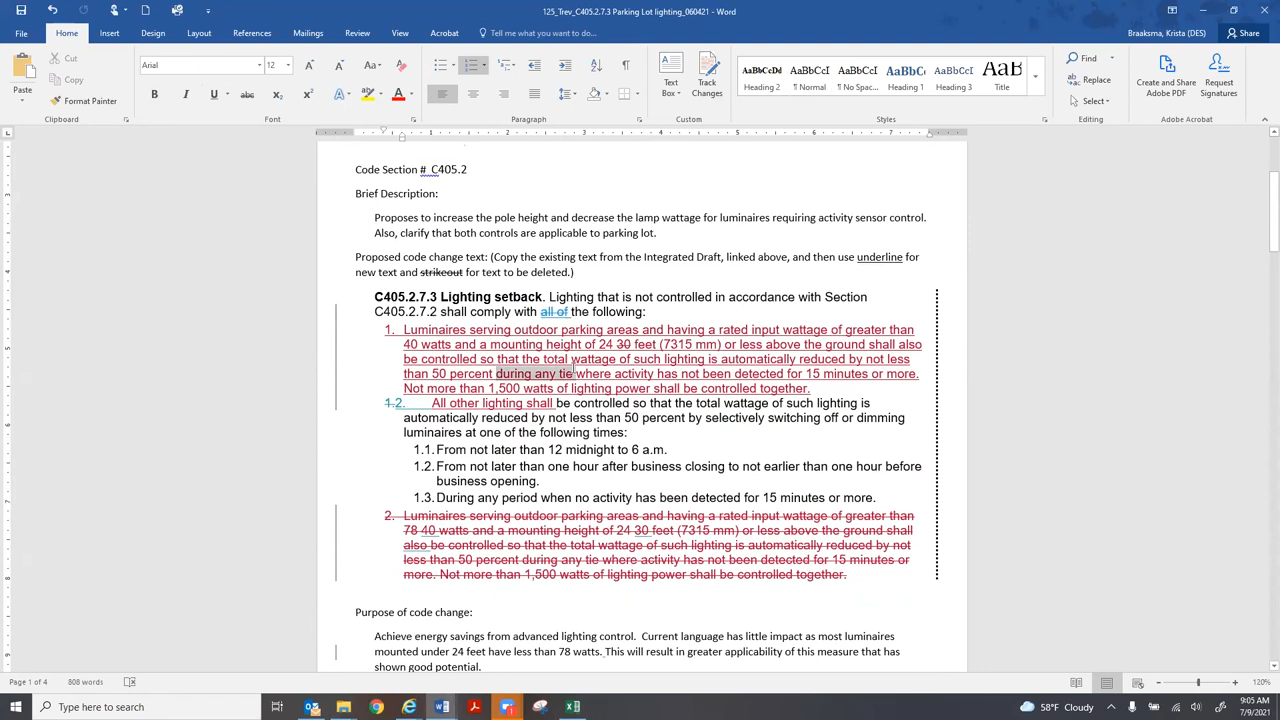 125_Trev_C405.2.7.3 Parking lighting_060421 - Word
Braaksma, Krista (DES)
File Home Insert Draw Design Layout References Mailings Review View Acrobat Tell me what you want to do... Share
Cut
Copy
Format Painter
Paste
Arial 12
Text Box
Track Changes
AaBbCcDd AaBbCcI AaBbCcI AaBbC AaBbCcI AaB
Heading 2 ¶ Normal ¶ No Spac... Heading 1 Heading 3 Title
Find
Replace
Select
Create and Share Adobe PDF
Request Signatures
Clipboard Font Paragraph Custom Styles Editing Adobe Acrobat
Code Section # C405.2
Brief Description:
Proposes to increase the pole height and decrease the lamp wattage for luminaires requiring activity sensor control.
Also, clarify that both controls are applicable to parking lot.
Proposed code change text: (Copy the existing text from the Integrated Draft, linked above, and then use underline for
new text and strikeout for text to be deleted.)
C405.2.7.3 Lighting setback. Lighting that is not controlled in accordance with Section
C405.2.7.2 shall comply with all of the following:
1. Luminaires serving outdoor parking areas and having a rated input wattage of greater than
40 watts and a mounting height of 24 30 feet (7315 mm) or less above the ground shall also
be controlled so that the total wattage of such lighting is automatically reduced by not less
than 50 percent during any tie where activity has not been detected for 15 minutes or more.
Not more than 1,500 watts of lighting power shall be controlled together.
1.2. All other lighting shall be controlled so that the total wattage of such lighting is
automatically reduced by not less than 50 percent by selectively switching off or dimming
luminaires at one of the following times:
1.1. From not later than 12 midnight to 6 a.m.
1.2. From not later than one hour after business closing to not earlier than one hour before
business opening.
1.3. During any period when no activity has been detected for 15 minutes or more.
2. Luminaires serving outdoor parking areas and having a rated input wattage of greater than
78 40 watts and a mounting height of 24 30 feet (7315 mm) or less above the ground shall
also be controlled so that the total wattage of such lighting is automatically reduced by not
less than 50 percent during any tie where activity has not been detected for 15 minutes or
more. Not more than 1,500 watts of lighting power shall be controlled together.
Purpose of code change:
Achieve energy savings from advanced lighting control. Current language has little impact as most luminaires
mounted under 24 feet have less than 78 watts. This will result in greater applicability of this measure that has
shown good potential.
Page 1 of 4 808 words 120%
Type here to search
58°F Cloudy
9:05 AM
7/9/2021